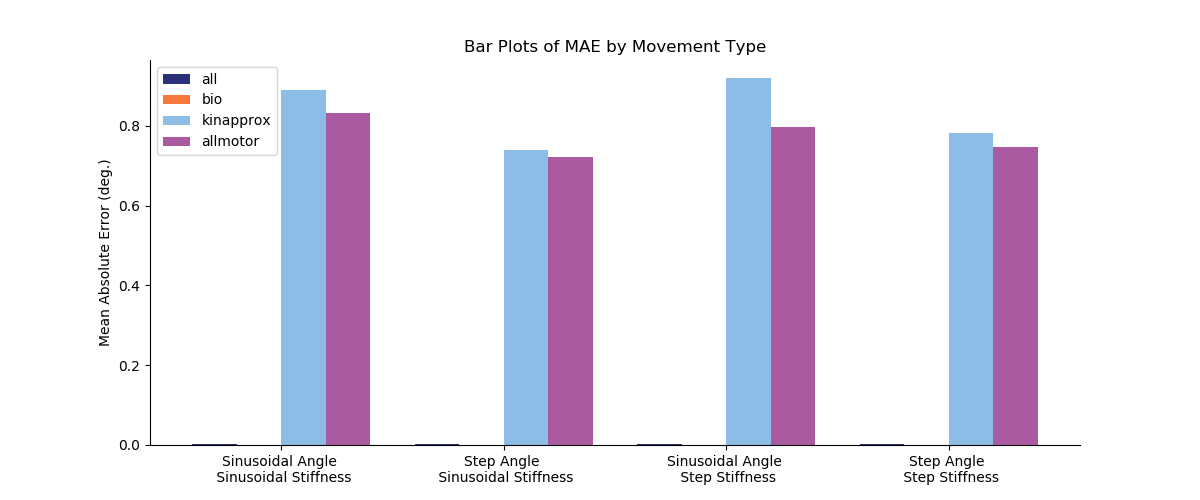 Bar Plots of MAE by Movement Type
all
bio
kinapprox
allmotor
Mean Absolute Error (deg.)
0.8
0.6
0.4
0.2
0.0
Sinusoidal Angle
Sinusoidal Stiffness
Step Angle
Sinusoidal Stiffness
Sinusoidal Angle
Step Stiffness
Step Angle
Step Stiffness